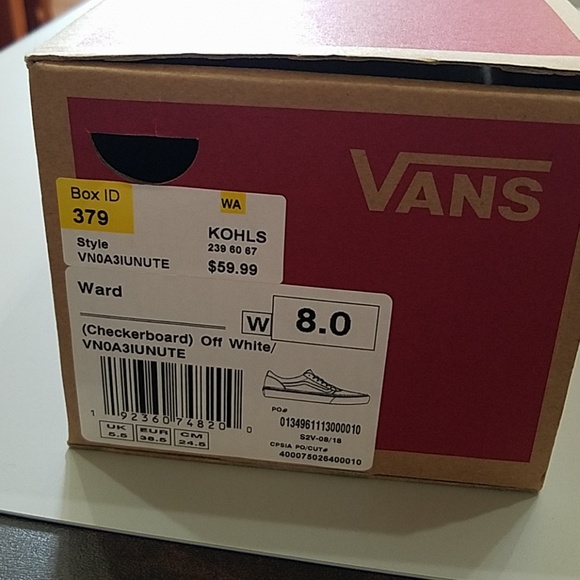 VANS
Box ID
379
WA
Style
VN0A3IUNUTE
KOHLS
239 60 67
$59.99
Ward
W 8.0
(Checkerboard) Off White/
VN0A3IUNUTE
1 92360 74820 0
UK EUR CM
5.5 38.5 24.5
PO#
0134961113000010
S2V-08/18
CPSIA PO/CUT#
400075026400010